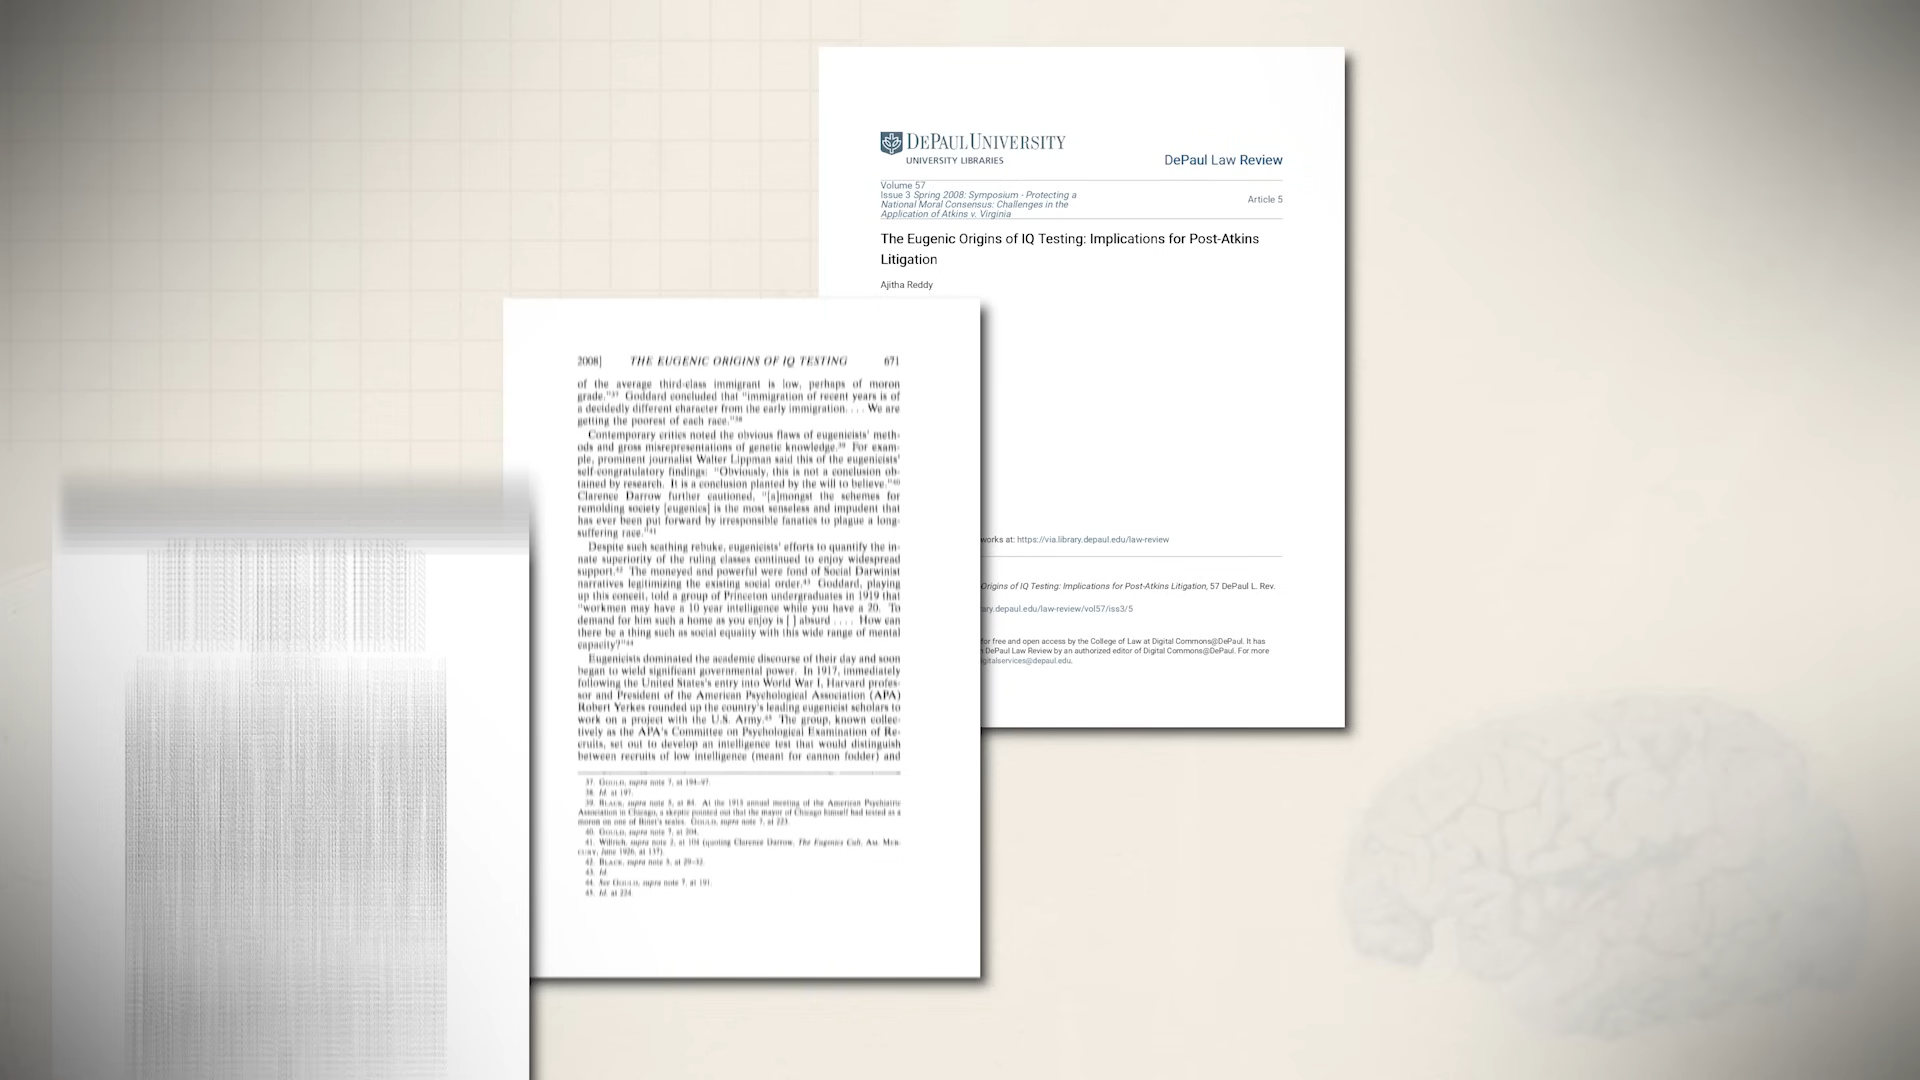 DEPAUL UNIVERSITY
UNIVERSITY LIBRARIES
DePaul Law Review
Volume 57
Issue 3 Spring 2008: Symposium - Protecting a
National Moral Consensus: Challenges in the
Application of Atkins v. Virginia
Article 5
The Eugenic Origins of IQ Testing: Implications for Post-Atkins
Litigation
Ajitha Reddy
works at: https://via.library.depaul.edu/law-review
Origins of IQ Testing: Implications for Post-Atkins Litigation, 57 DePaul L. Rev.
ary.depaul.edu/law-review/vol57/iss3/5
for free and open access by the College of Law at Digital Commons@DePaul. It has
DePaul Law Review by an authorized editor of Digital Commons@DePaul. For more
igitalservices@depaul.edu.
2008] THE EUGENIC ORIGINS OF IQ TESTING 671
of the average third-class immigrant is low, perhaps of moron
grade."37 Goddard concluded that "immigration of recent years is of
a decidedly different character from the early immigration. . . . We are
getting the poorest of each race."38
Contemporary critics noted the obvious flaws of eugenicists' meth-
ods and gross misrepresentations of genetic knowledge.39 For exam-
ple, prominent journalist Walter Lippman said this of the eugenicists'
self-congratulatory findings: "Obviously, this is not a conclusion ob-
tained by research. It is a conclusion planted by the will to believe."40
Clarence Darrow further cautioned, "[a]mongst the schemes for
remolding society [eugenics] is the most senseless and impudent that
has ever been put forward by irresponsible fanatics to plague a long-
suffering race."41
Despite such scathing rebuke, eugenicists' efforts to quantify the in-
nate superiority of the ruling classes continued to enjoy widespread
support.42 The moneyed and powerful were fond of Social Darwinist
narratives legitimizing the existing social order.43 Goddard, playing
up this conceit, told a group of Princeton undergraduates in 1919 that
"workmen may have a 10 year intelligence while you have a 20. To
demand for him such a home as you enjoy is [ ] absurd . . . . How can
there be a thing such as social equality with this wide range of mental
capacity?"44
Eugenicists dominated the academic discourse of their day and soon
began to wield significant governmental power. In 1917, immediately
following the United States's entry into World War I, Harvard profes-
sor and President of the American Psychological Association (APA)
Robert Yerkes rounded up the country's leading eugenicist scholars to
work on a project with the U.S. Army.45 The group, known collec-
tively as the APA's Committee on Psychological Examination of Re-
cruits, set out to develop an intelligence test that would distinguish
between recruits of low intelligence (meant for cannon fodder) and
37. GOULD, supra note 7, at 194-97.
38. Id. at 197.
39. BLACK, supra note 5, at 84. At the 1915 annual meeting of the American Psychiatric
Association in Chicago, a skeptic pointed out that the mayor of Chicago himself had tested as a
moron on one of Binet's scales. GOULD, supra note 7, at 223.
40. GOULD, supra note 7, at 204.
41. Willrich, supra note 2, at 104 (quoting Clarence Darrow, The Eugenics Cult, AM. MER-
CURY, June 1926, at 137).
42. BLACK, supra note 5, at 29-32.
43. Id.
44. See GOULD, supra note 7, at 191.
45. Id. at 224.